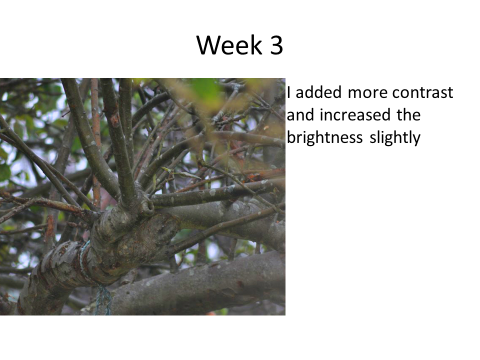 Week 3
I added more contrast
and increased the
brightness slightly